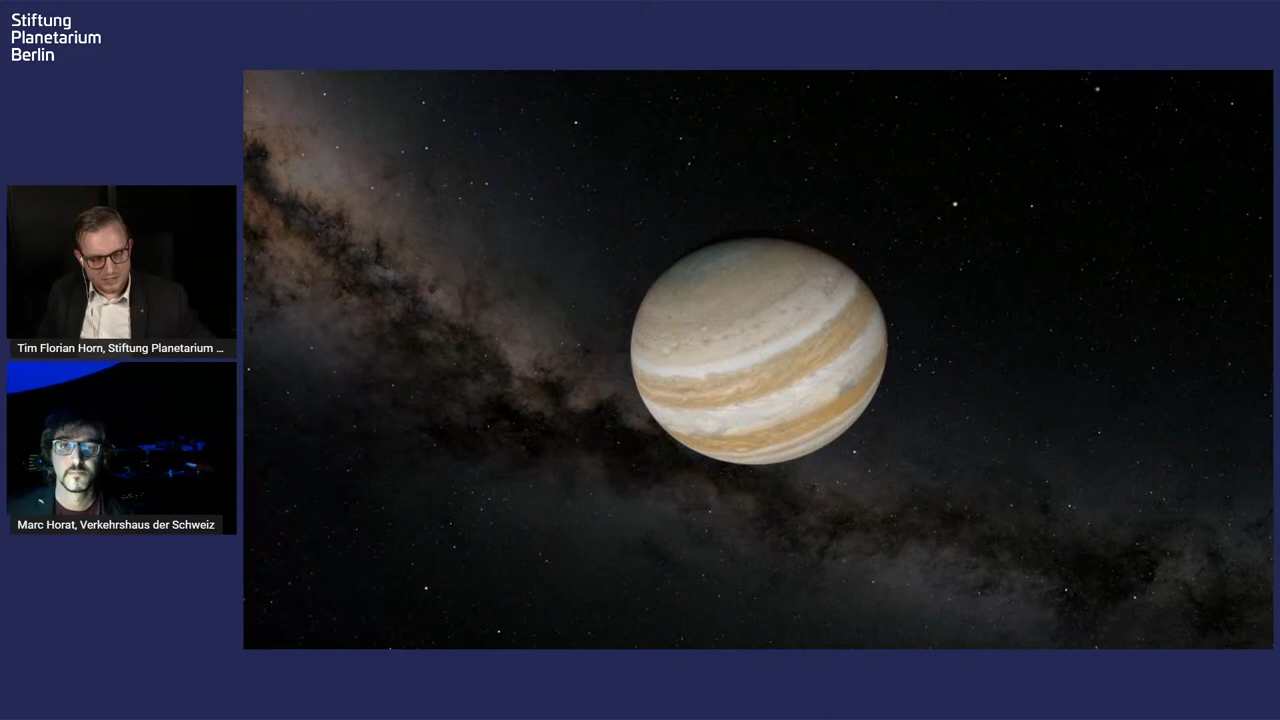 Stiftung
Planetarium
Berlin
Tim Florian Horn, Stiftung Planetarium ...
Marc Horat, Verkehrshaus der Schweiz